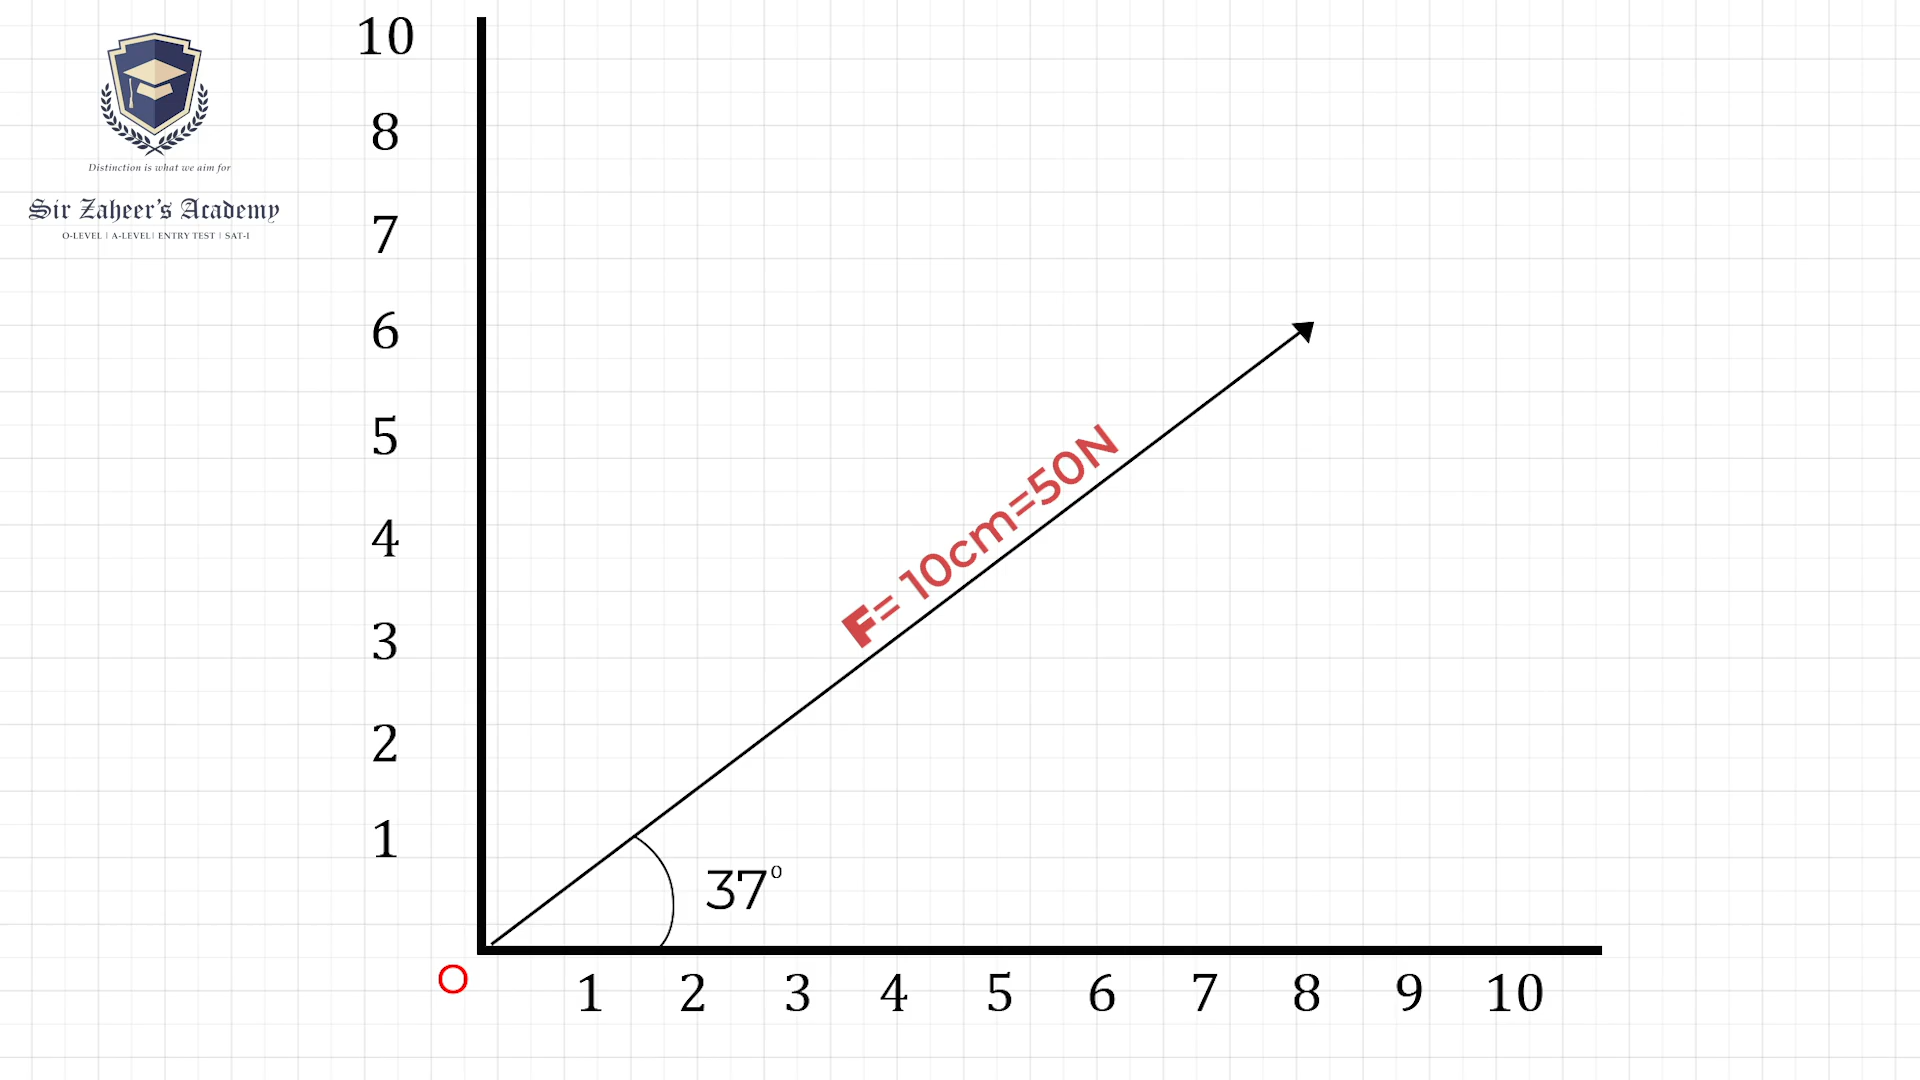 Distinction is what we aim for
Sir Zaheer's Academy
O-LEVEL | A-LEVEL | ENTRY TEST | SAT-I
10
8
7
6
5
4
3
2
1
F= 10cm=50N
37⁰
O
1 2 3 4 5 6 7 8 9 10